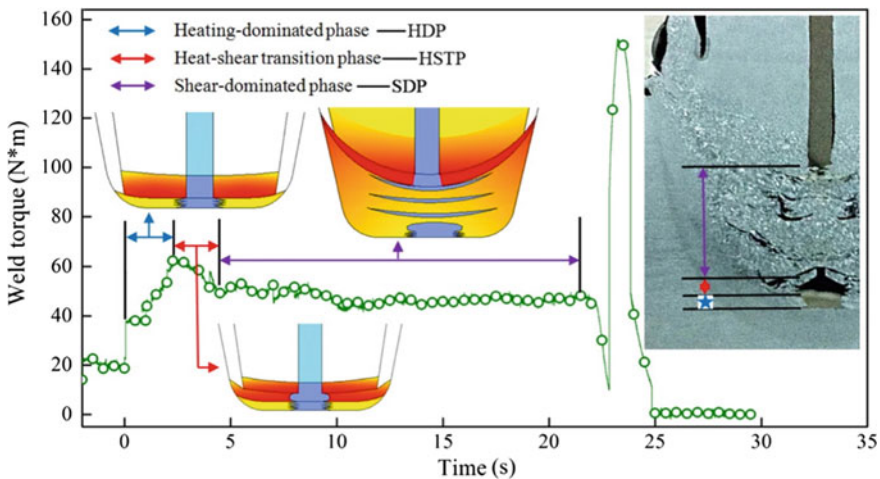 Heating-dominated phase — HDP
Heat-shear transition phase — HSTP
Shear-dominated phase — SDP
Weld torque (N*m)
160
140
120
100
80
60
40
20
0
0 5 10 15 20 25 30 35
Time (s)